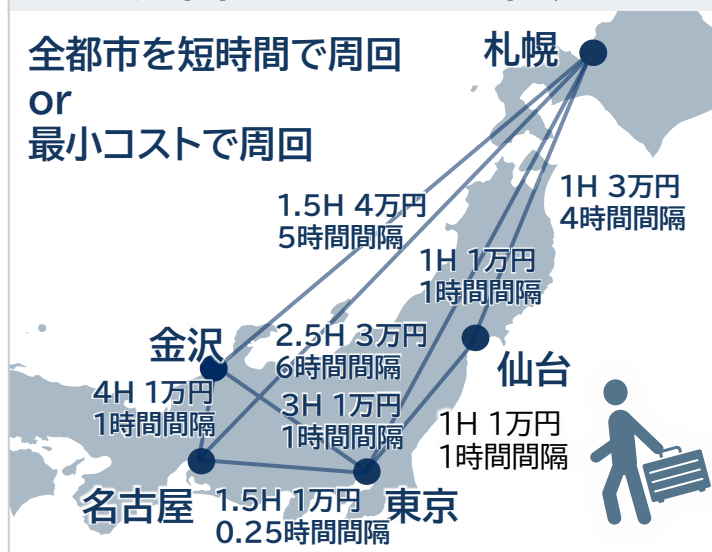 全都市を短時間で周回
or
最小コストで周回
札幌
1.5H 4万円
5時間間隔
1H 3万円
4時間間隔
1H 1万円
1時間間隔
金沢
2.5H 3万円
6時間間隔
仙台
4H 1万円
1時間間隔
3H 1万円
1時間間隔
1H 1万円
1時間間隔
名古屋
1.5H 1万円
0.25時間間隔
東京